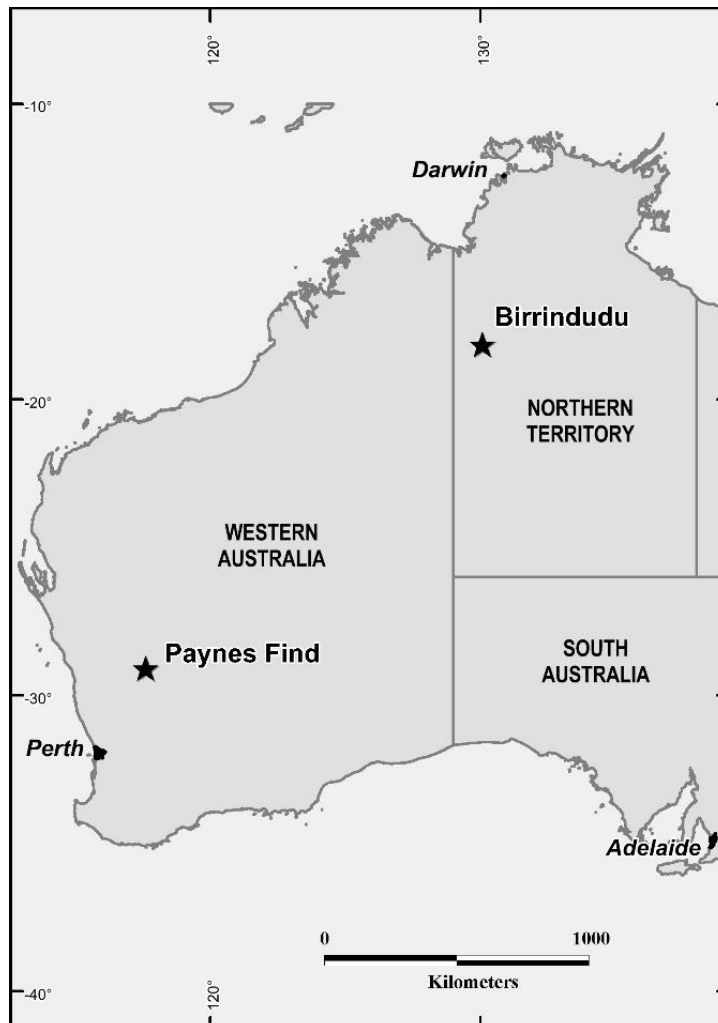 120°
130°
-10°
Darwin
Birrindudu
-20°
NORTHERN
TERRITORY
WESTERN
AUSTRALIA
Paynes Find
SOUTH
AUSTRALIA
-30°
Perth
Adelaide
0 1000
Kilometers
-40°
120°